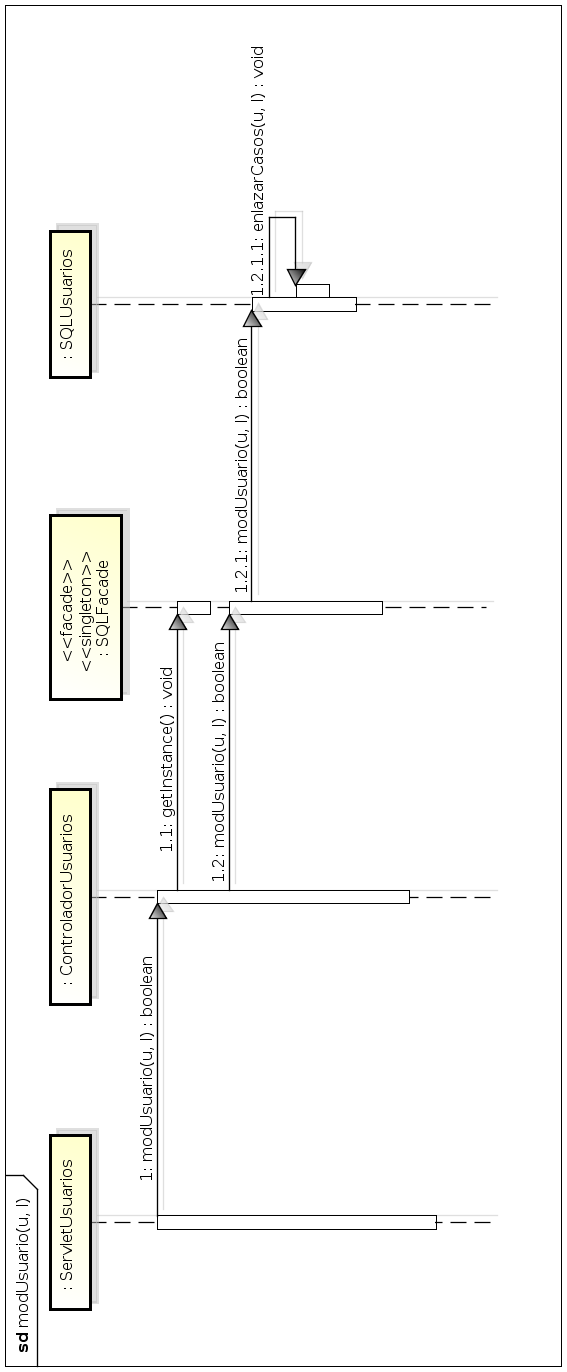 sd modUsuario(u, l)
: ServletUsuarios
: ControladorUsuarios
<<facade>>
<<singleton>>
: SQLFacade
: SQLUsuarios
1: modUsuario(u, l) : boolean
1.1: getInstance() : void
1.2: modUsuario(u, l) : boolean
1.2.1: modUsuario(u, l) : boolean
1.2.1.1: enlazarCasos(u, l) : void